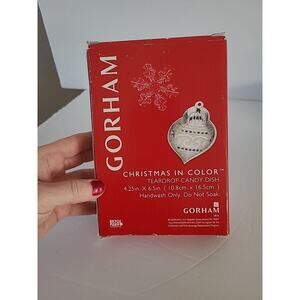 GORHAM
CHRISTMAS IN COLOR™
TEARDROP CANDY DISH
4.25in. X 6.5in. ( 10.8cm. x 16.5cm. )
Handwash Only. Do Not Soak.
GORHAM